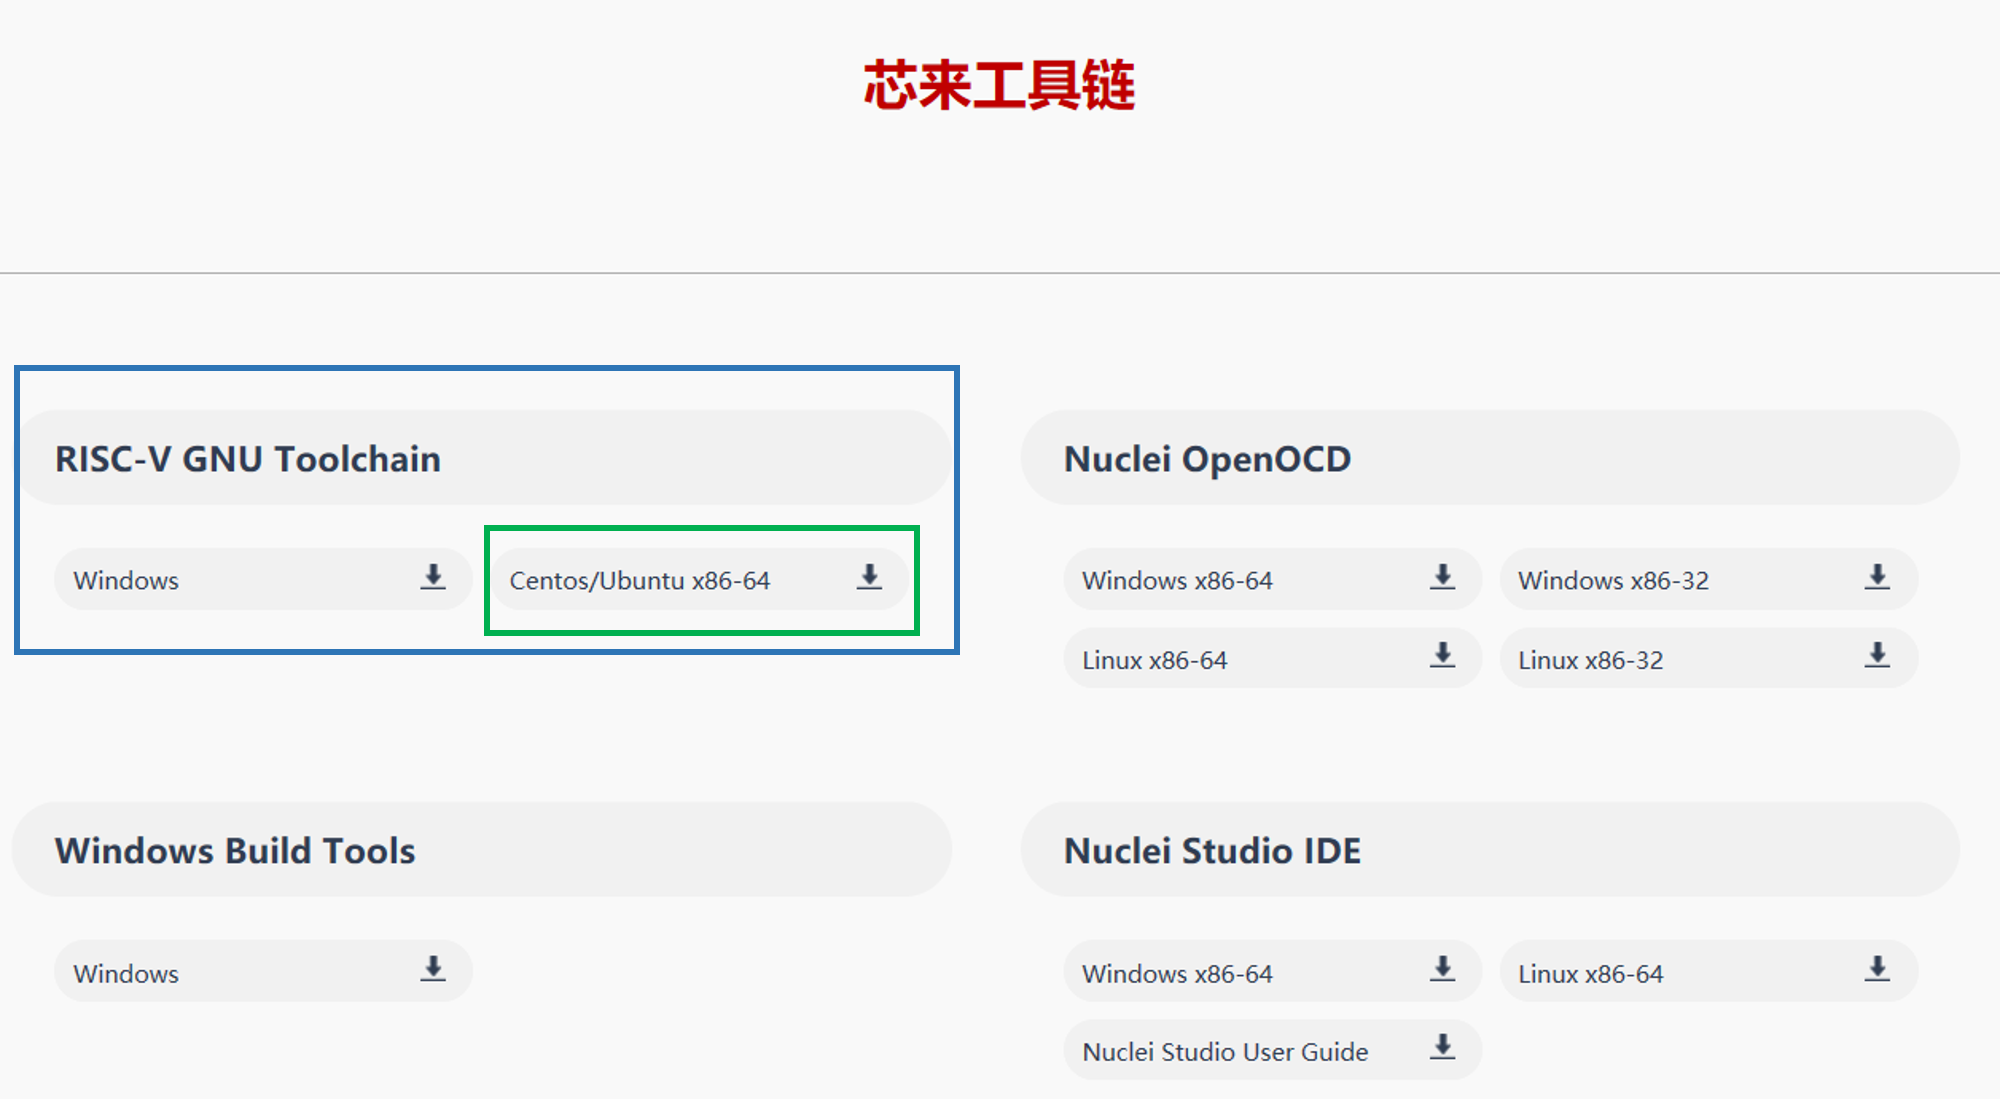 芯来工具链
RISC-V GNU Toolchain
Windows
Centos/Ubuntu x86-64
Nuclei OpenOCD
Windows x86-64
Windows x86-32
Linux x86-64
Linux x86-32
Windows Build Tools
Windows
Nuclei Studio IDE
Windows x86-64
Linux x86-64
Nuclei Studio User Guide